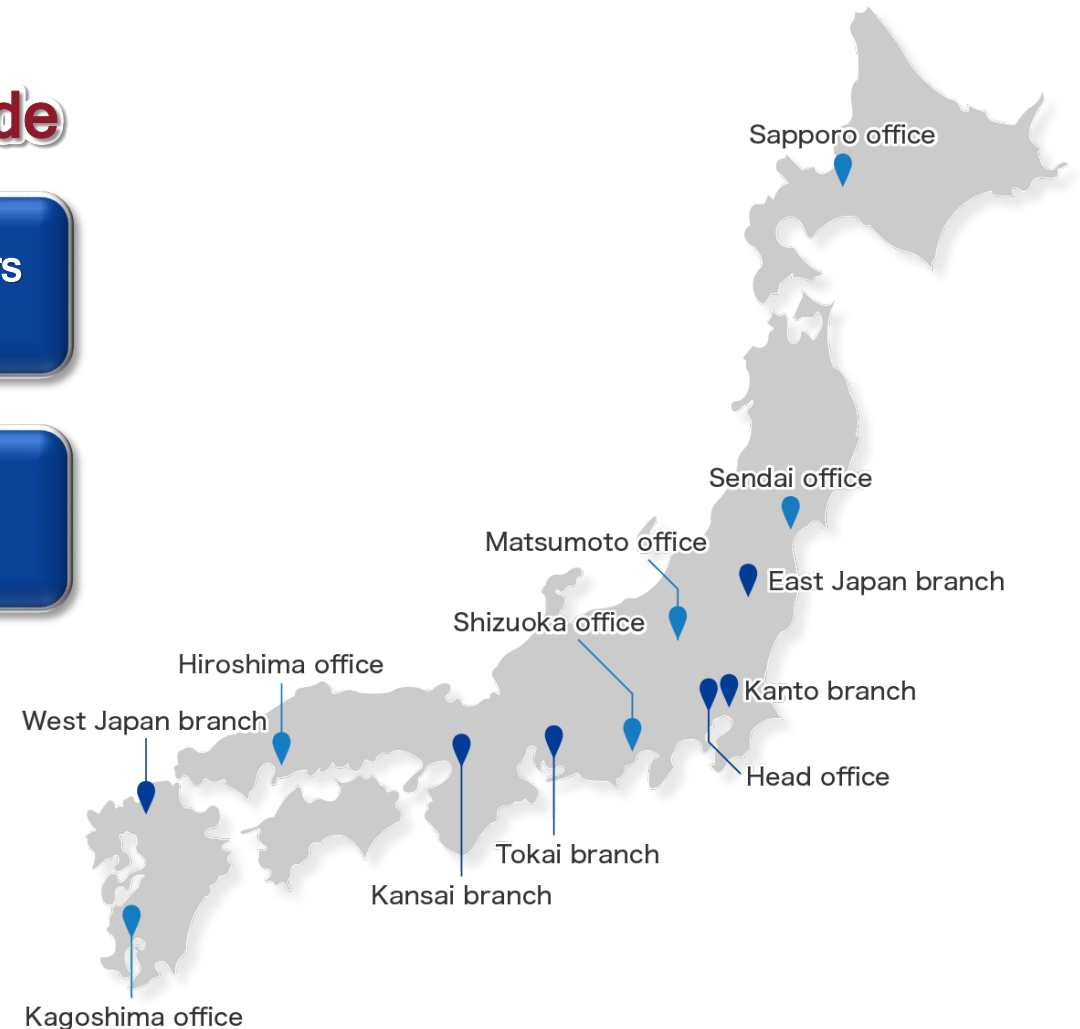 de
rs
Sapporo office
Sendai office
Matsumoto office
East Japan branch
Shizuoka office
Hiroshima office
Kanto branch
West Japan branch
Head office
Tokai branch
Kansai branch
Kagoshima office